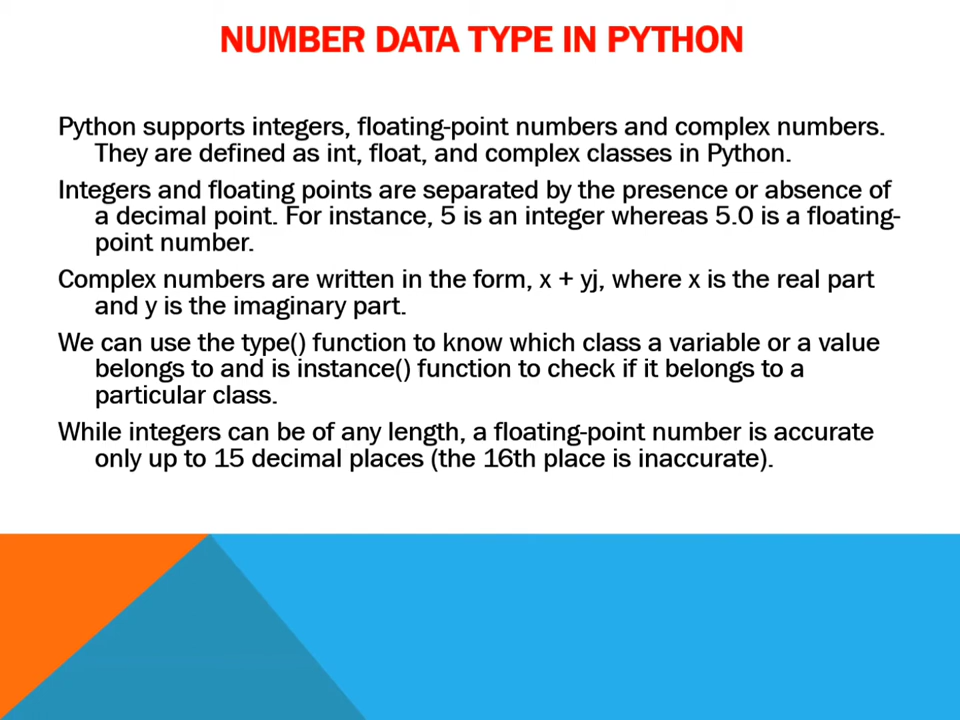 NUMBER DATA TYPE IN PYTHON
Python supports integers, floating-point numbers and complex numbers.
They are defined as int, float, and complex classes in Python.
Integers and floating points are separated by the presence or absence of
a decimal point. For instance, 5 is an integer whereas 5.0 is a floating-
point number.
Complex numbers are written in the form, x + yj, where x is the real part
and y is the imaginary part.
We can use the type() function to know which class a variable or a value
belongs to and is instance() function to check if it belongs to a
particular class.
While integers can be of any length, a floating-point number is accurate
only up to 15 decimal places (the 16th place is inaccurate).